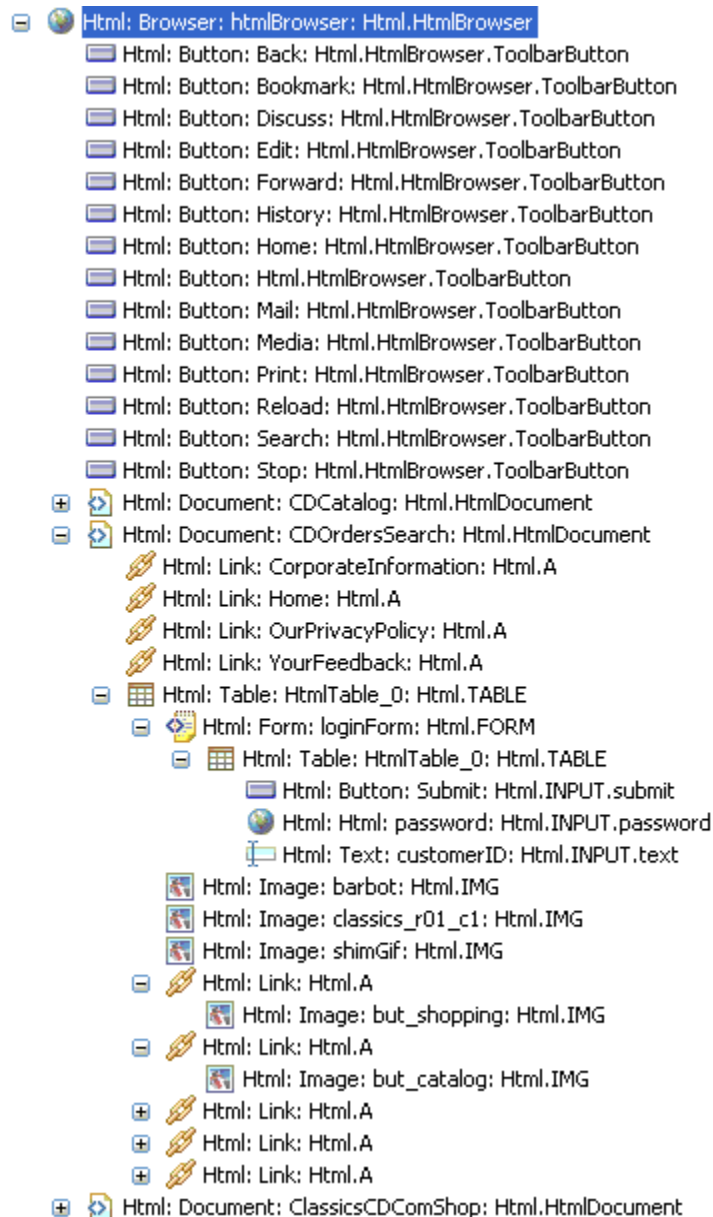 Html: Browser: htmlBrowser: Html.HtmlBrowser
Html: Button: Back: Html.HtmlBrowser.ToolbarButton
Html: Button: Bookmark: Html.HtmlBrowser.ToolbarButton
Html: Button: Discuss: Html.HtmlBrowser.ToolbarButton
Html: Button: Edit: Html.HtmlBrowser.ToolbarButton
Html: Button: Forward: Html.HtmlBrowser.ToolbarButton
Html: Button: History: Html.HtmlBrowser.ToolbarButton
Html: Button: Home: Html.HtmlBrowser.ToolbarButton
Html: Button: Html.HtmlBrowser.ToolbarButton
Html: Button: Mail: Html.HtmlBrowser.ToolbarButton
Html: Button: Media: Html.HtmlBrowser.ToolbarButton
Html: Button: Print: Html.HtmlBrowser.ToolbarButton
Html: Button: Reload: Html.HtmlBrowser.ToolbarButton
Html: Button: Search: Html.HtmlBrowser.ToolbarButton
Html: Button: Stop: Html.HtmlBrowser.ToolbarButton
Html: Document: CDCatalog: Html.HtmlDocument
Html: Document: CDOrdersSearch: Html.HtmlDocument
Html: Link: CorporateInformation: Html.A
Html: Link: Home: Html.A
Html: Link: OurPrivacyPolicy: Html.A
Html: Link: YourFeedback: Html.A
Html: Table: HtmlTable_0: Html.TABLE
Html: Form: loginForm: Html.FORM
Html: Table: HtmlTable_0: Html.TABLE
Html: Button: Submit: Html.INPUT.submit
Html: Html: password: Html.INPUT.password
Html: Text: customerID: Html.INPUT.text
Html: Image: barbot: Html.IMG
Html: Image: classics_r01_c1: Html.IMG
Html: Image: shimGif: Html.IMG
Html: Link: Html.A
Html: Image: but_shopping: Html.IMG
Html: Link: Html.A
Html: Image: but_catalog: Html.IMG
Html: Link: Html.A
Html: Link: Html.A
Html: Link: Html.A
Html: Document: ClassicsCDComShop: Html.HtmlDocument